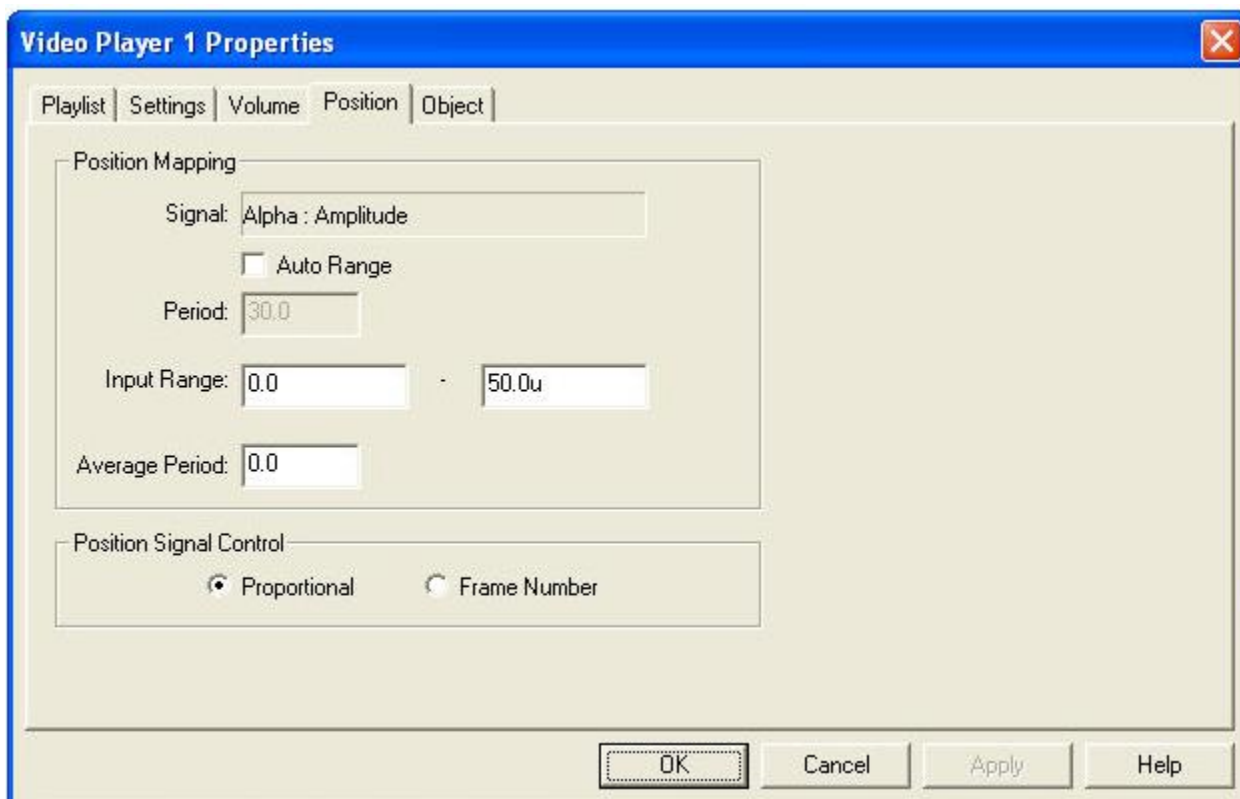 Video Player 1 Properties
Playlist Settings Volume Position Object
Position Mapping
Signal: Alpha : Amplitude
Auto Range
Period: 30.0
Input Range: 0.0 - 50.0u
Average Period: 0.0
Position Signal Control
Proportional Frame Number
OK Cancel Apply Help